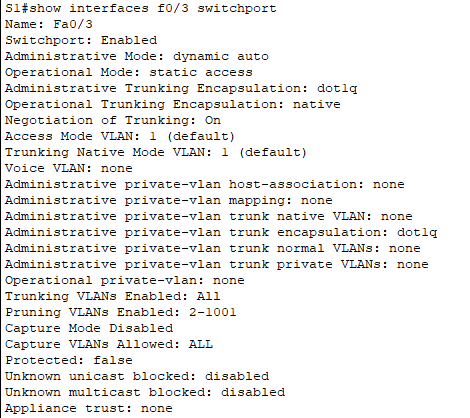 S1#show interfaces f0/3 switchport
Name: Fa0/3
Switchport: Enabled
Administrative Mode: dynamic auto
Operational Mode: static access
Administrative Trunking Encapsulation: dot1q
Operational Trunking Encapsulation: native
Negotiation of Trunking: On
Access Mode VLAN: 1 (default)
Trunking Native Mode VLAN: 1 (default)
Voice VLAN: none
Administrative private-vlan host-association: none
Administrative private-vlan mapping: none
Administrative private-vlan trunk native VLAN: none
Administrative private-vlan trunk encapsulation: dot1q
Administrative private-vlan trunk normal VLANs: none
Administrative private-vlan trunk private VLANs: none
Operational private-vlan: none
Trunking VLANs Enabled: All
Pruning VLANs Enabled: 2-1001
Capture Mode Disabled
Capture VLANs Allowed: ALL
Protected: false
Unknown unicast blocked: disabled
Unknown multicast blocked: disabled
Appliance trust: none